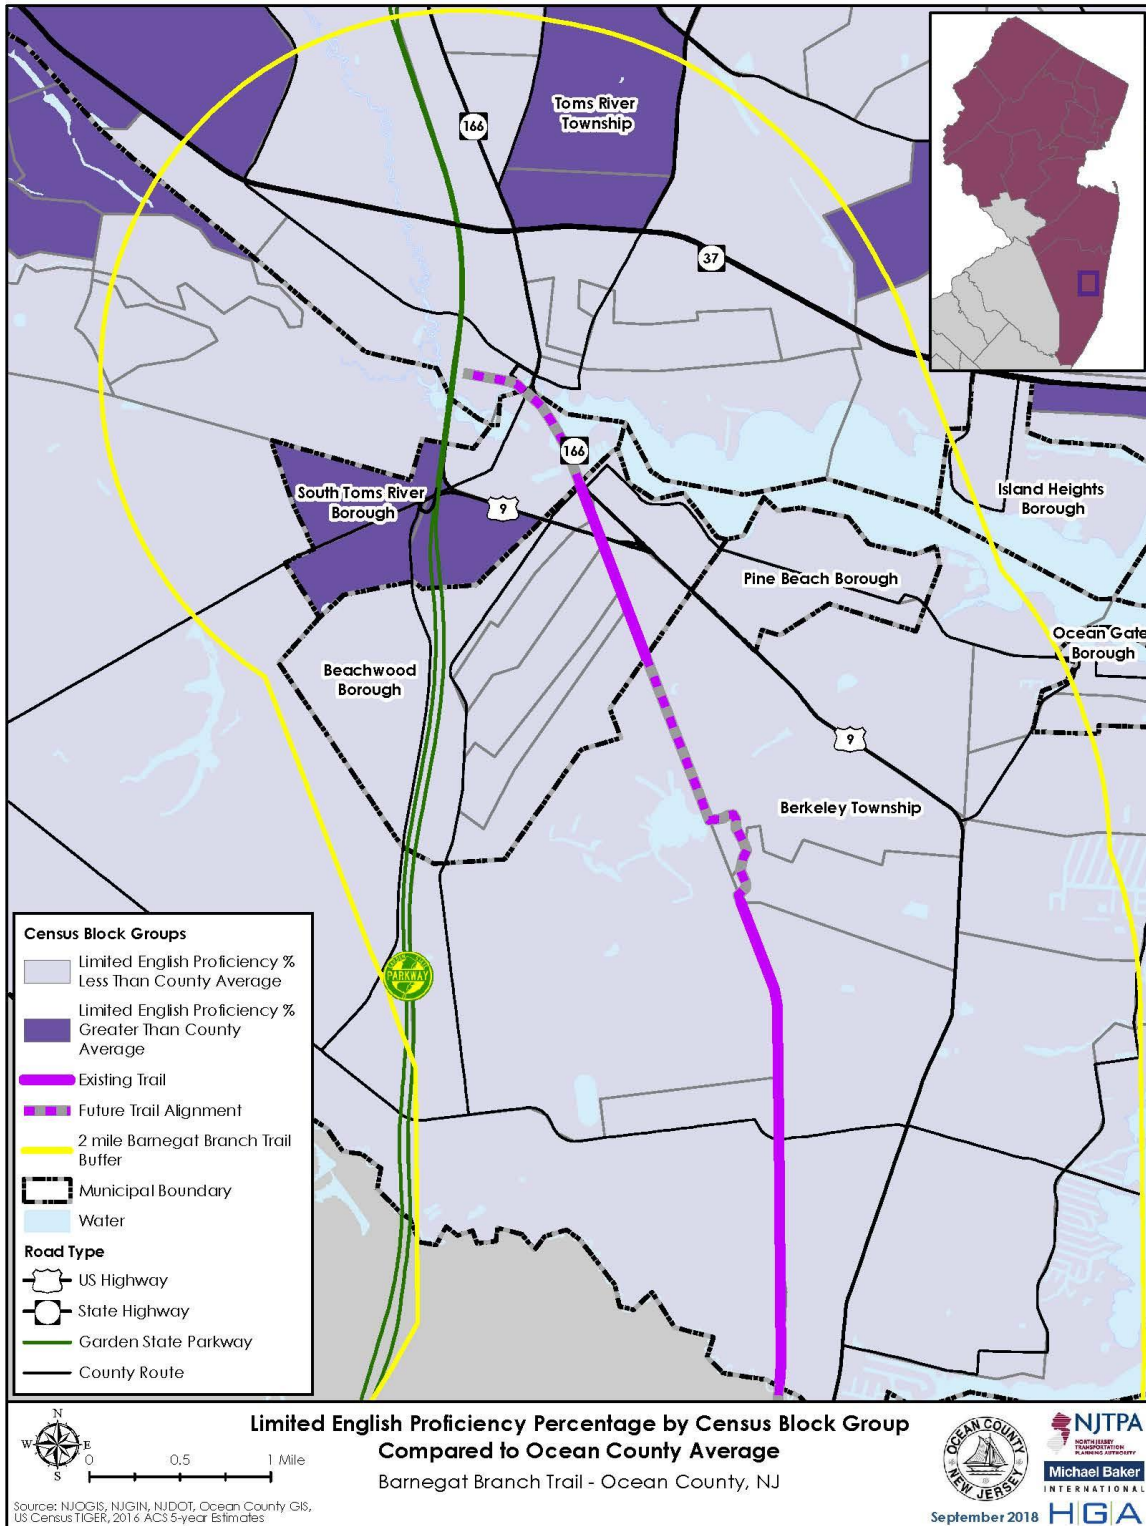 Toms River
Township
166
37
166
South Toms River
Borough
9
Island Heights
Borough
Pine Beach Borough
Ocean Gate
Borough
Beachwood
Borough
9
Berkeley Township
PARKWAY
Census Block Groups
Limited English Proficiency %
Less Than County Average
Limited English Proficiency %
Greater Than County
Average
Existing Trail
Future Trail Alignment
2 mile Barnegat Branch Trail
Buffer
Municipal Boundary
Water
Road Type
US Highway
State Highway
Garden State Parkway
County Route
N
W E
S
0 0.5 1 Mile
Source: NJOGIS, NJGIN, NJDOT, Ocean County GIS,
US Census TIGER, 2016 ACS 5-year Estimates
Limited English Proficiency Percentage by Census Block Group
Compared to Ocean County Average
Barnegat Branch Trail - Ocean County, NJ
OCEAN COUNTY
NEW JERSEY
September 2018
NJTPA
NORTH JERSEY
TRANSPORTATION
PLANNING AUTHORITY
Michael Baker
INTERNATIONAL
H|G|A